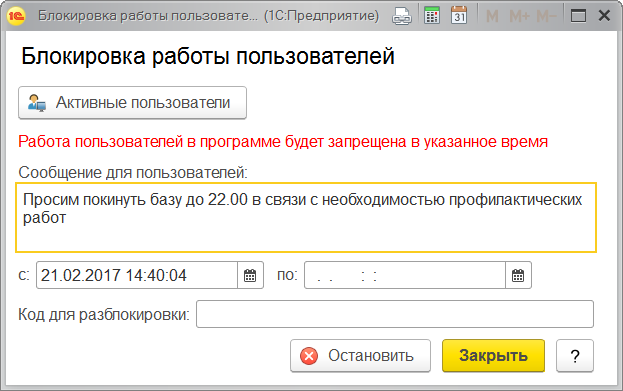 1С Блокировка работы пользовате... (1С:Предприятие) 31 M M+ M-
Блокировка работы пользователей
Активные пользователи
Работа пользователей в программе будет запрещена в указанное время
Сообщение для пользователей:
Просим покинуть базу до 22.00 в связи с необходимостью профилактических
работ
с: 21.02.2017 14:40:04 по: . . : :
Код для разблокировки:
Остановить Закрыть ?